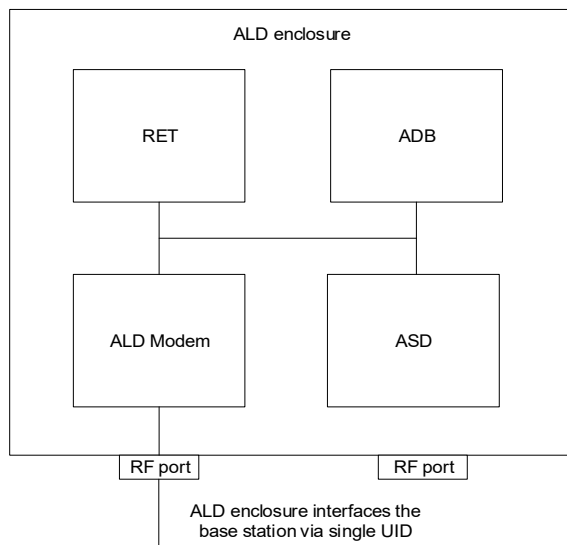 ALD enclosure
RET
ADB
ALD Modem
ASD
RF port
RF port
ALD enclosure interfaces the
base station via single UID